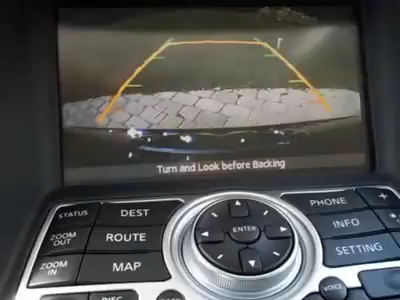 Turn and Look before Backing
STATUS
DEST
PHONE
+
ZOOM OUT
ROUTE
ENTER
INFO
ZOOM IN
MAP
SETTING
VOICE